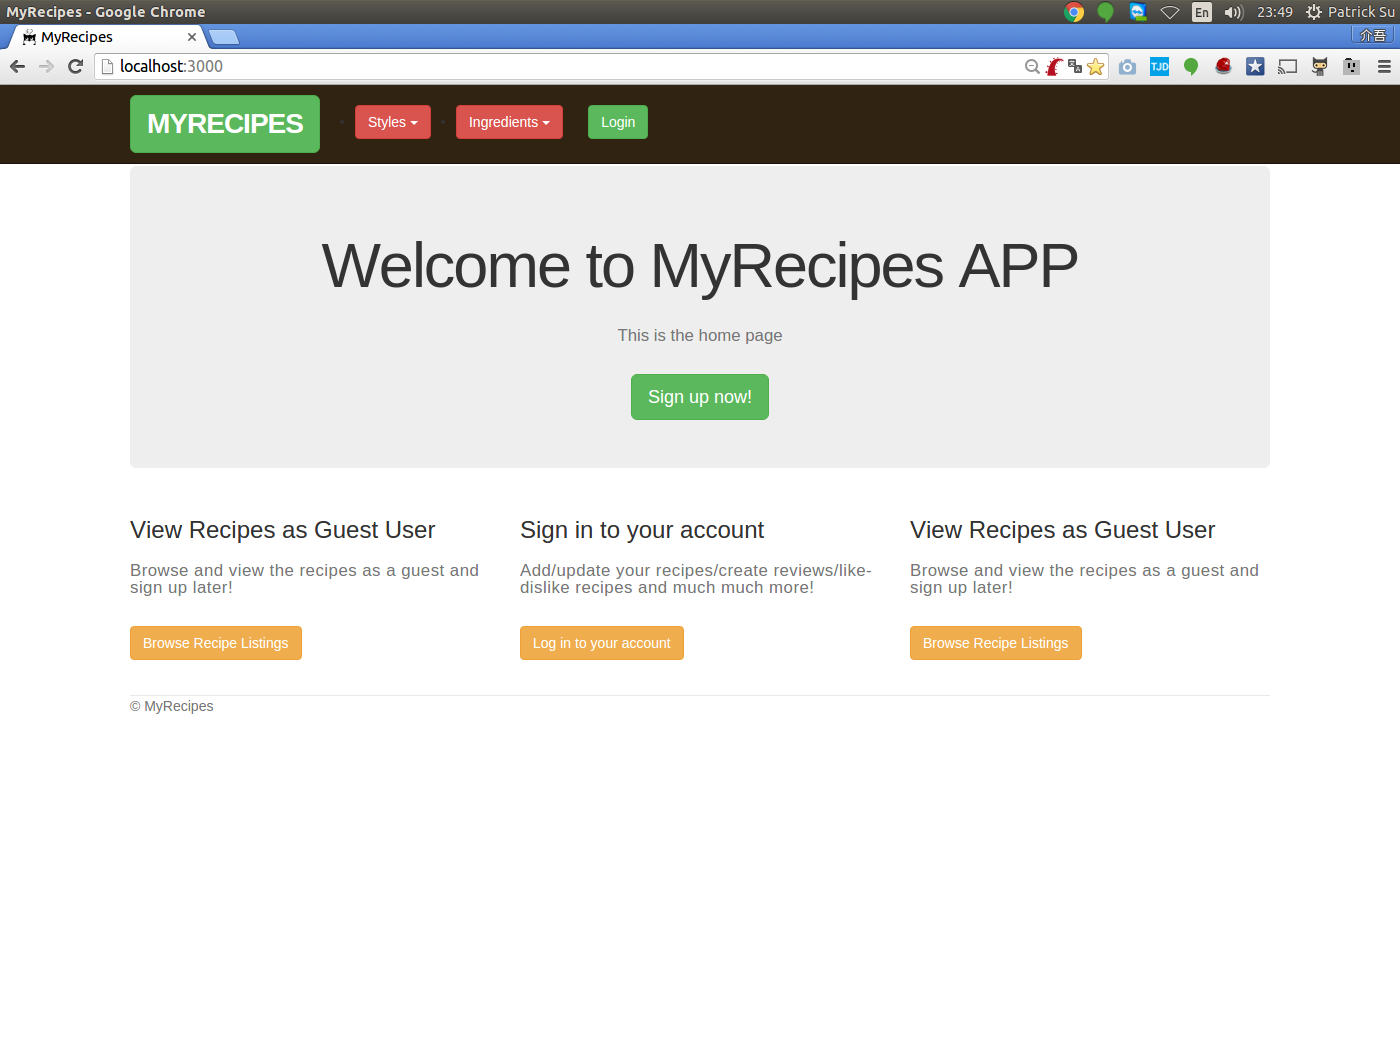 MyRecipes - Google Chrome
En
23:49
Patrick Su
MyRecipes
介吾
localhost:3000
TJD
MYRECIPES
Styles
Ingredients
Login
Welcome to MyRecipes APP
This is the home page
Sign up now!
View Recipes as Guest User
Browse and view the recipes as a guest and
sign up later!
Browse Recipe Listings
Sign in to your account
Add/update your recipes/create reviews/like-
dislike recipes and much much more!
Log in to your account
View Recipes as Guest User
Browse and view the recipes as a guest and
sign up later!
Browse Recipe Listings
© MyRecipes